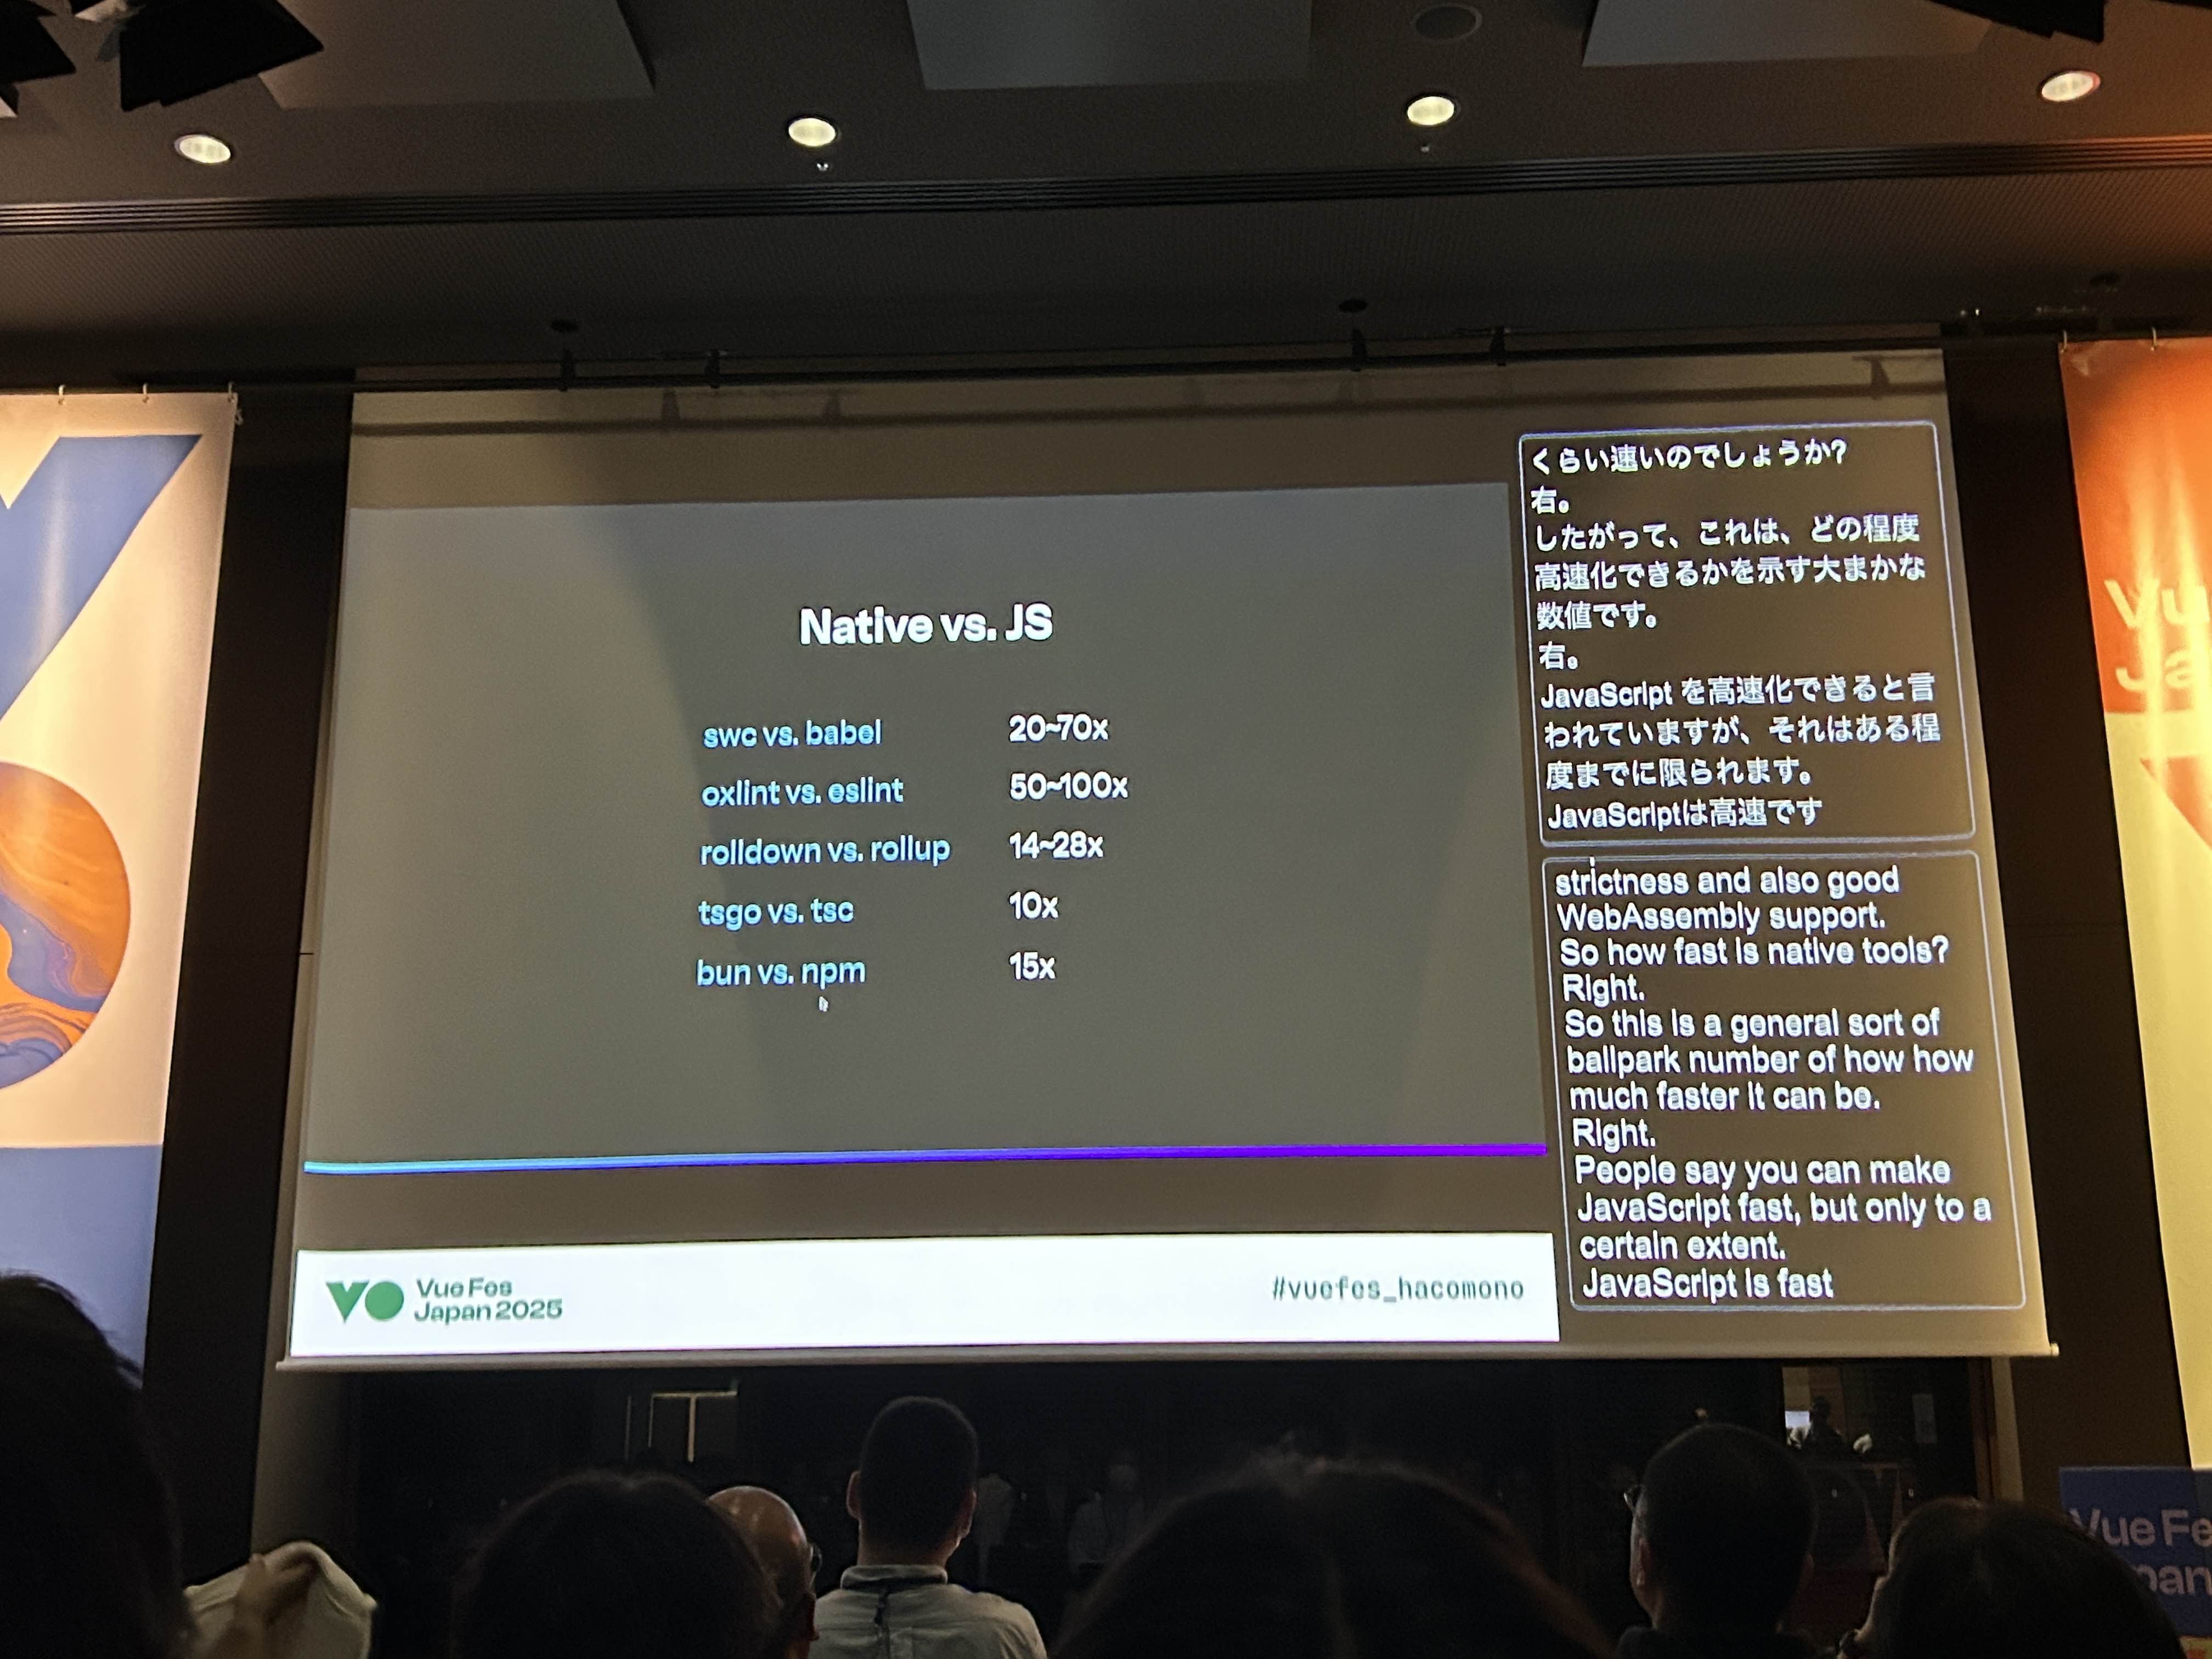 Native vs. JS
swc vs. babel 20~70x
oxlint vs. eslint 50~100x
rolldown vs. rollup 14~28x
tsgo vs. tsc 10x
bun vs. npm 15x
くらい速いのでしょうか?
右。
したがって、これは、どの程度
高速化できるかを示す大まかな
数値です。
右。
JavaScript を高速化できると言
われていますが、それはある程
度までに限られます。
JavaScriptは高速です
strictness and also good
WebAssembly support.
So how fast is native tools?
Right.
So this is a general sort of
ballpark number of how how
much faster it can be.
Right.
People say you can make
JavaScript fast, but only to a
certain extent.
JavaScript is fast
Vue Fes
Japan 2025
#vuefes_hacomono
Vu
Ja
Vue Fe
pan